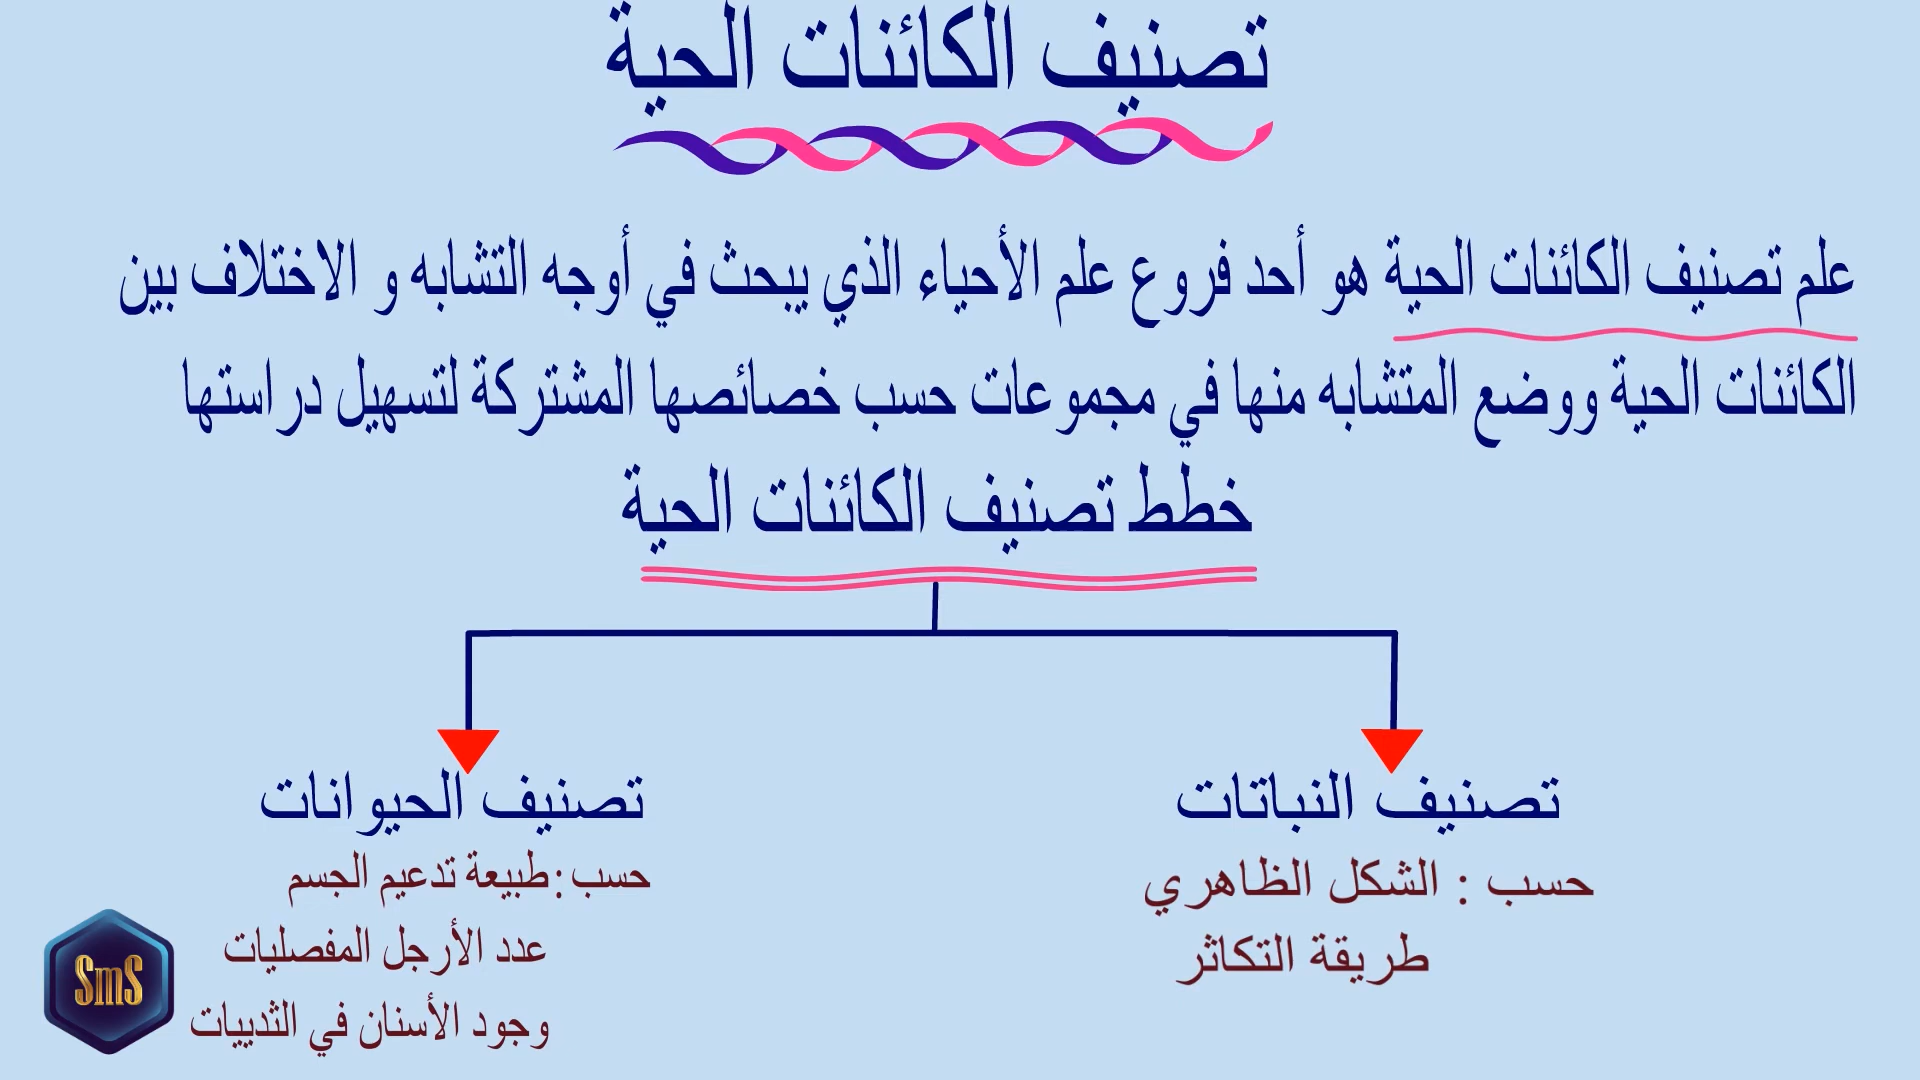 تصنيف الكائنات الحية
علم تصنيف الكائنات الحية هو أحد فروع علم الأحياء الذي يبحث في أوجه التشابه و الاختلاف بين
الكائنات الحية ووضع المتشابه منها في مجموعات حسب خصائصها المشتركة لتسهيل دراستها
خطط تصنيف الكائنات الحية
تصنيف النباتات
حسب : الشكل الظاهري
طريقة التكاثر
تصنيف الحيوانات
حسب : طبيعة تدعيم الجسم
عدد الأرجل المفصليات
وجود الأسنان في الثدييات
SmS